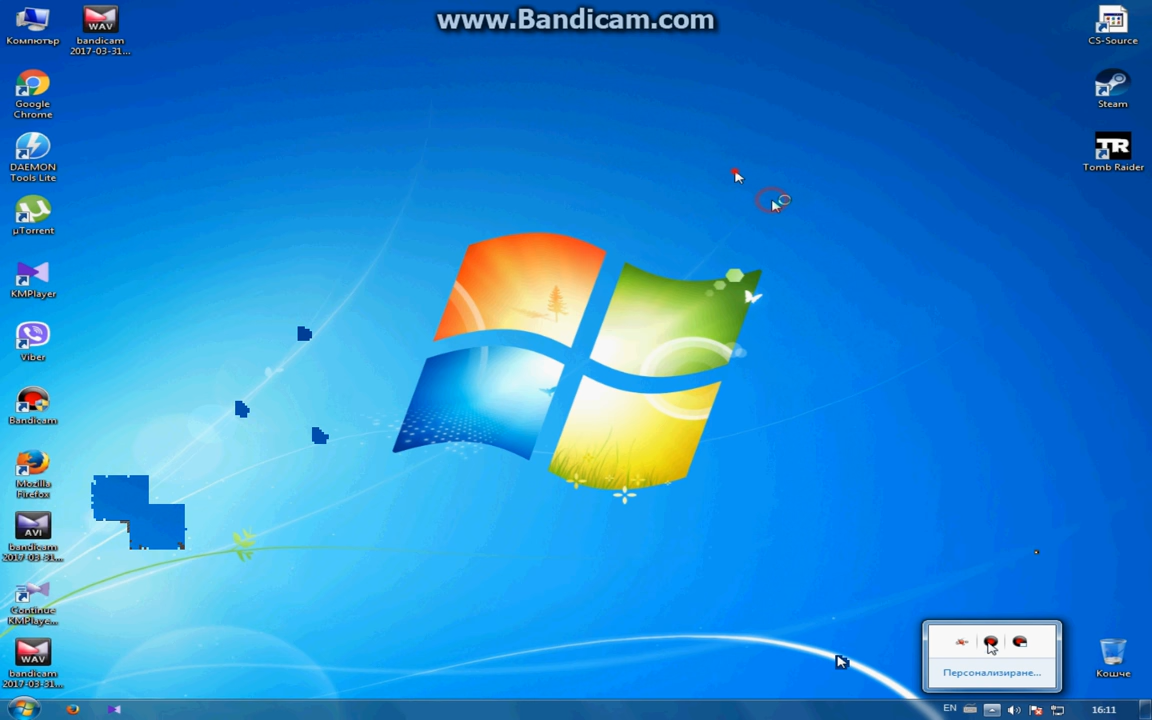 www.Bandicam.com
Компютър
WAV
bandicam
2017-03-31...
Google
Chrome
DAEMON
Tools Lite
µTorrent
KMPlayer
Viber
Bandicam
Mozilla
Firefox
AVI
bandicam
2017-03-31...
Continue
KMPlaye...
WAV
bandicam
2017-03-31...
CS-Source
Steam
TR
Tomb Raider
Кошче
Персонализиране...
EN
16:11